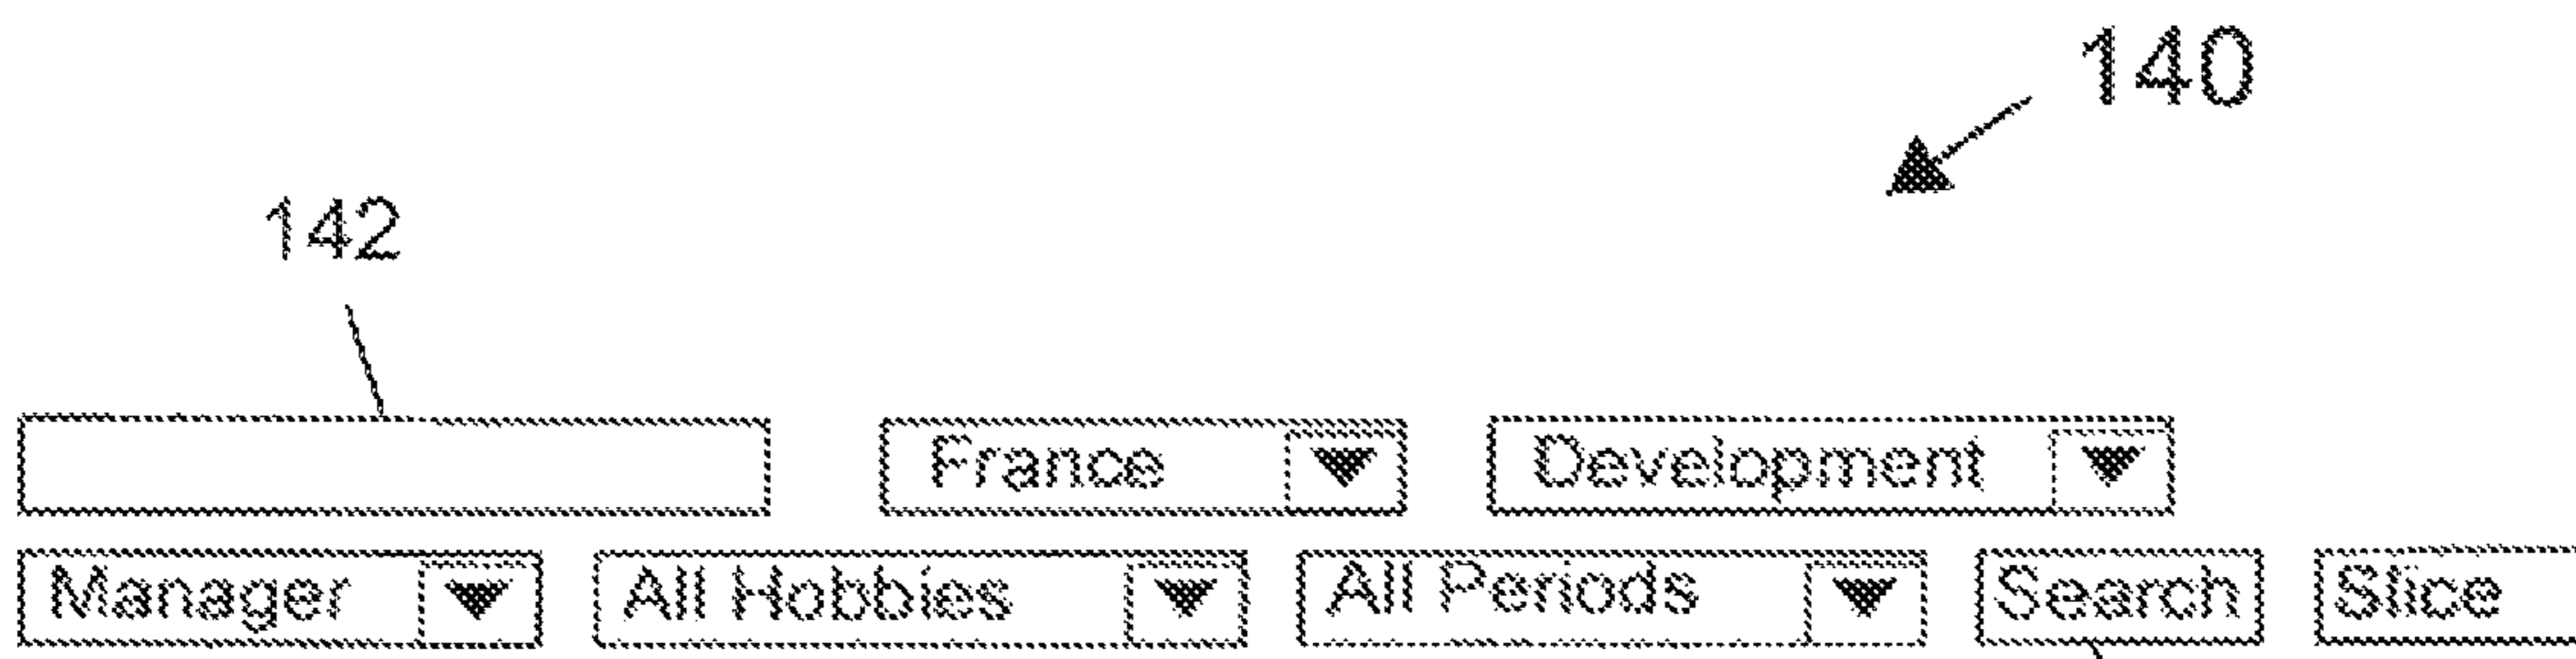 140
142
France Development
Manager All Hobbies All Periods Search Slice